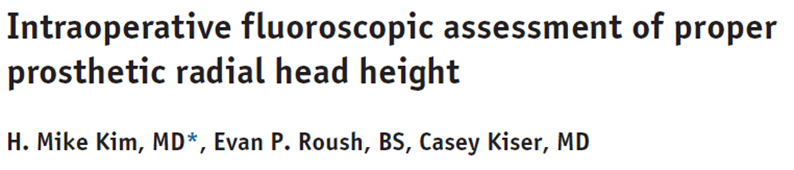 Intraoperative fluoroscopic assessment of proper
prosthetic radial head height
H. Mike Kim, MD*, Evan P. Roush, BS, Casey Kiser, MD